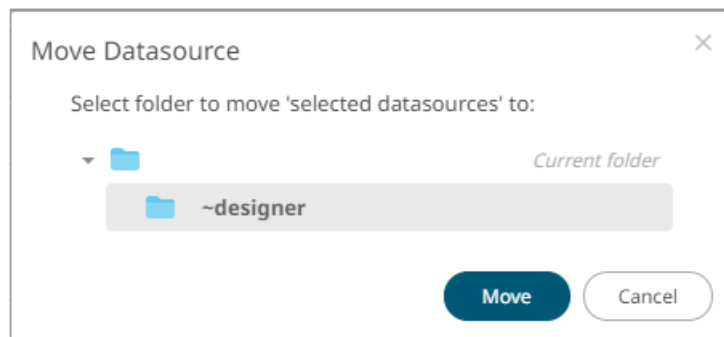 Move Datasource
Select folder to move 'selected datasources' to:
Current folder
~designer
Move
Cancel